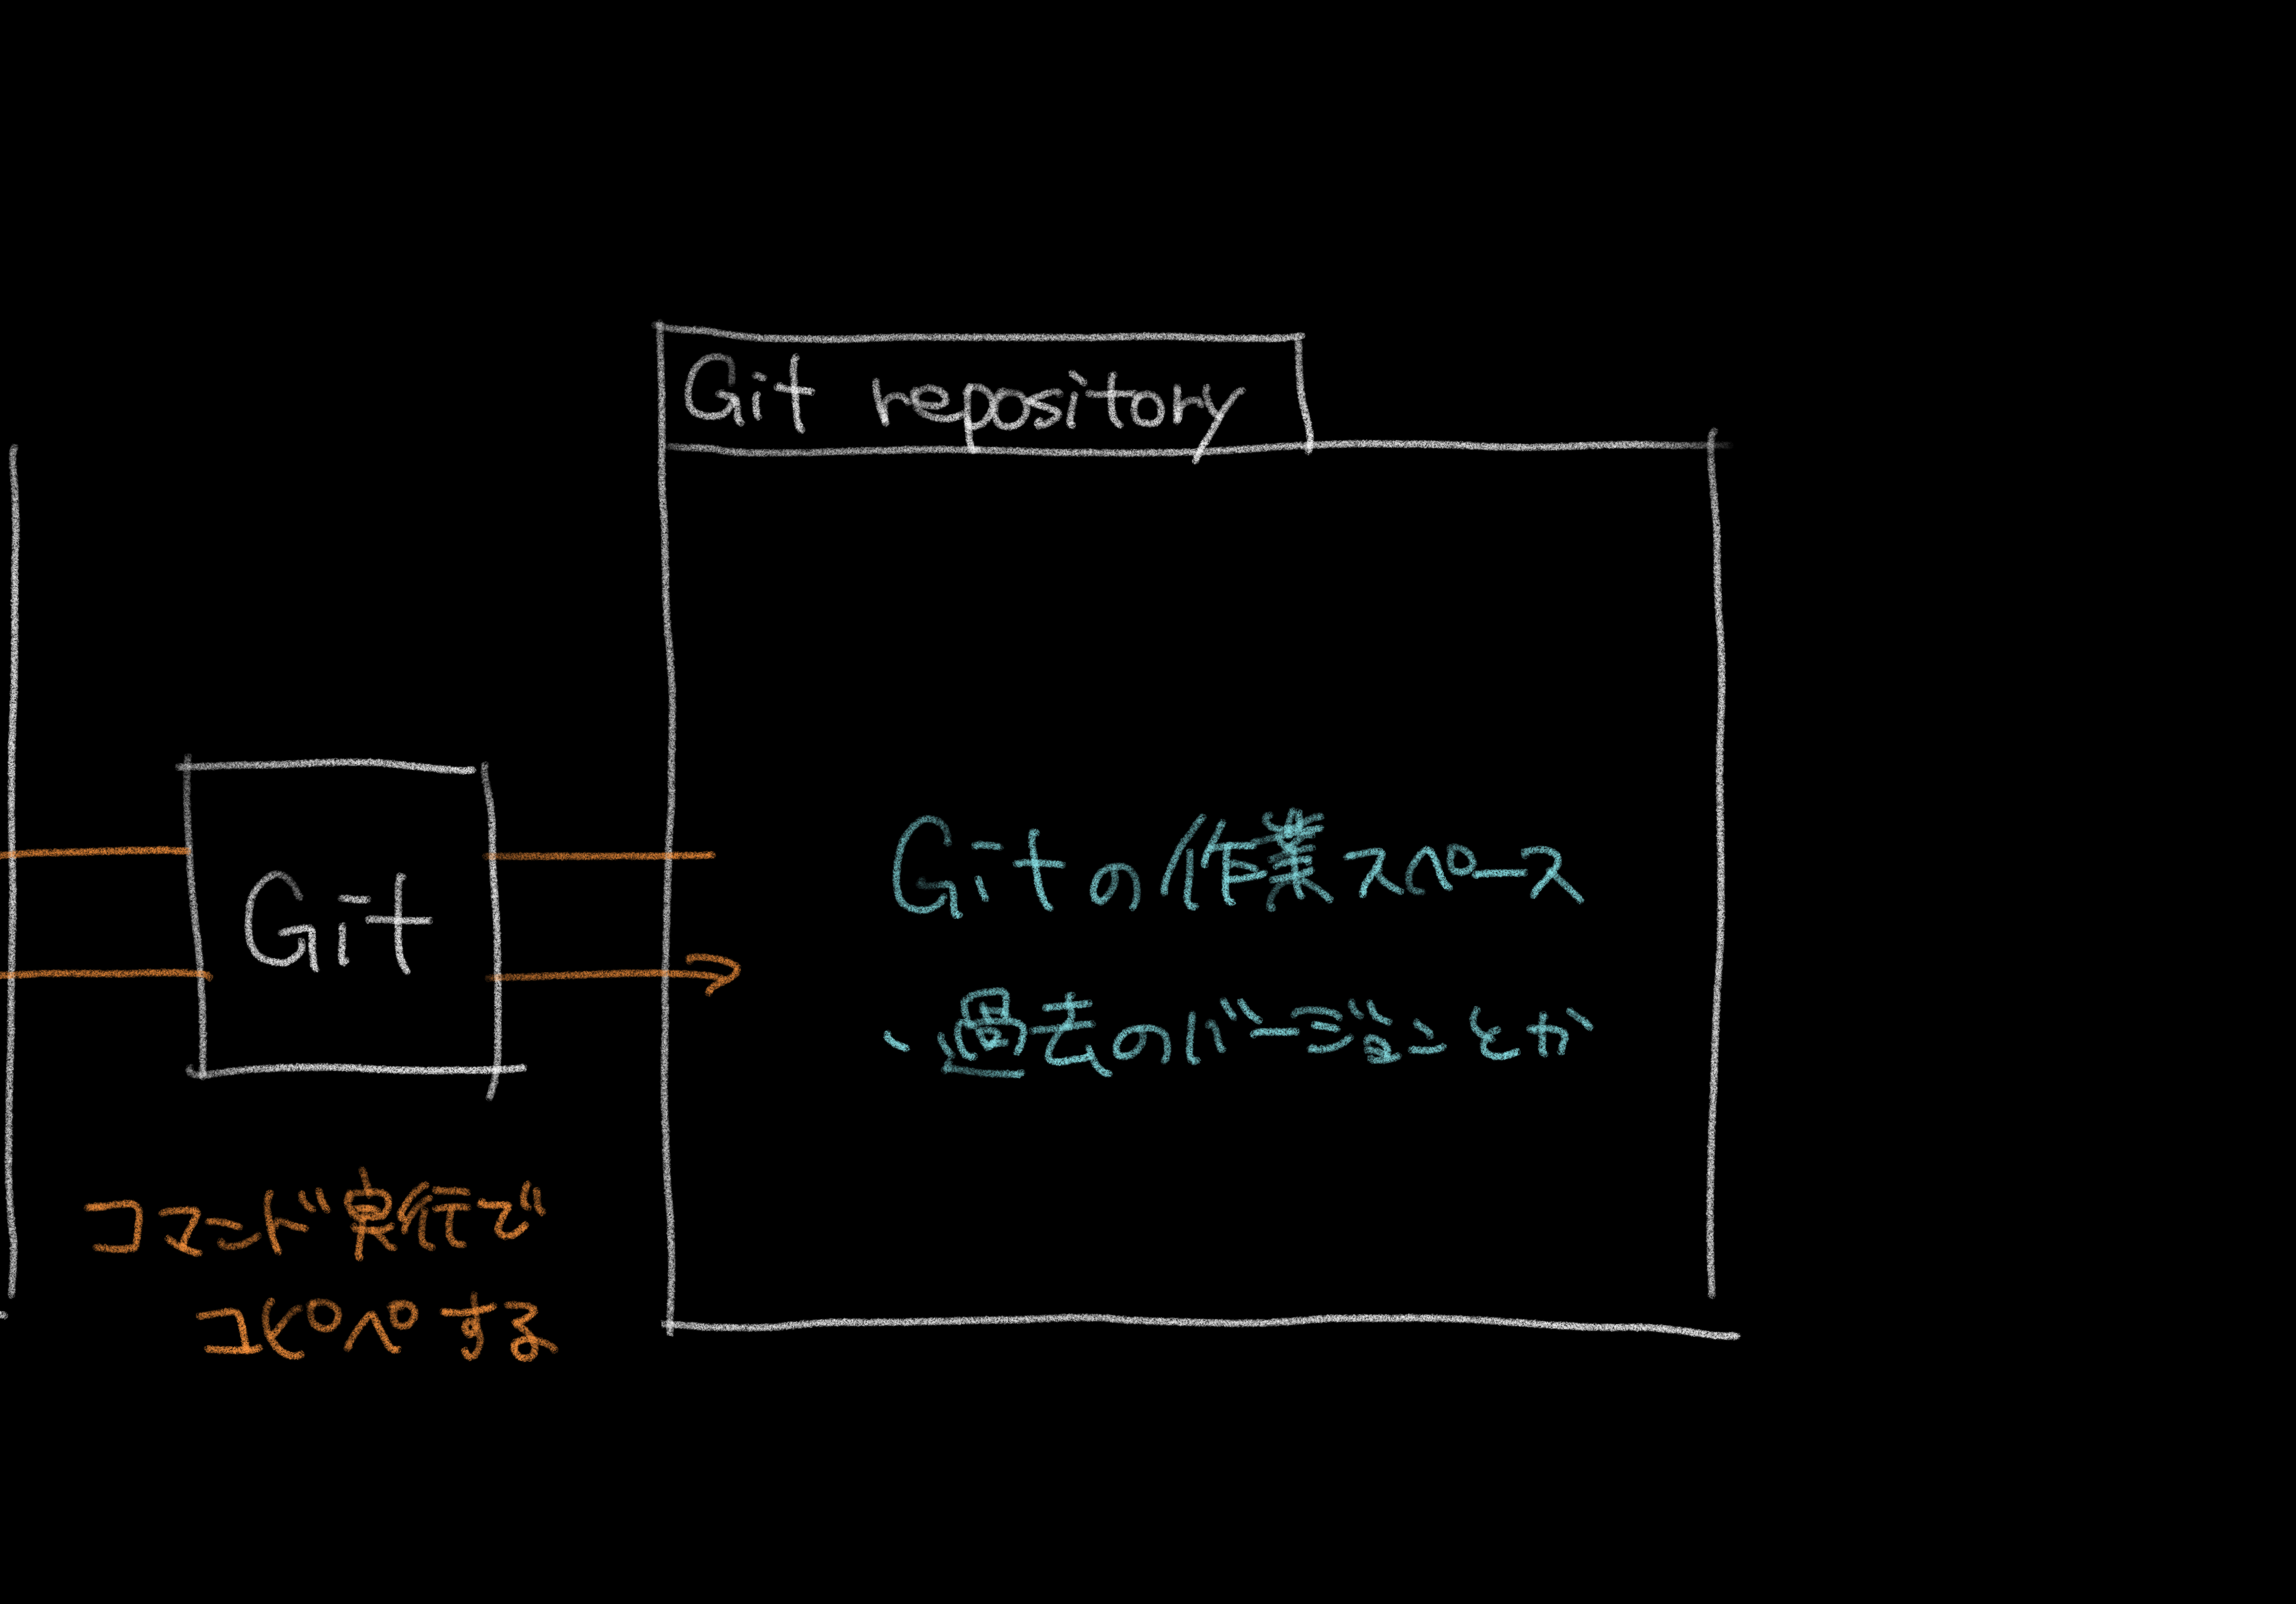 Git repository
Git
Gitの作業スペース
、過去のバージョンとか
コマンド実行で
コピペする